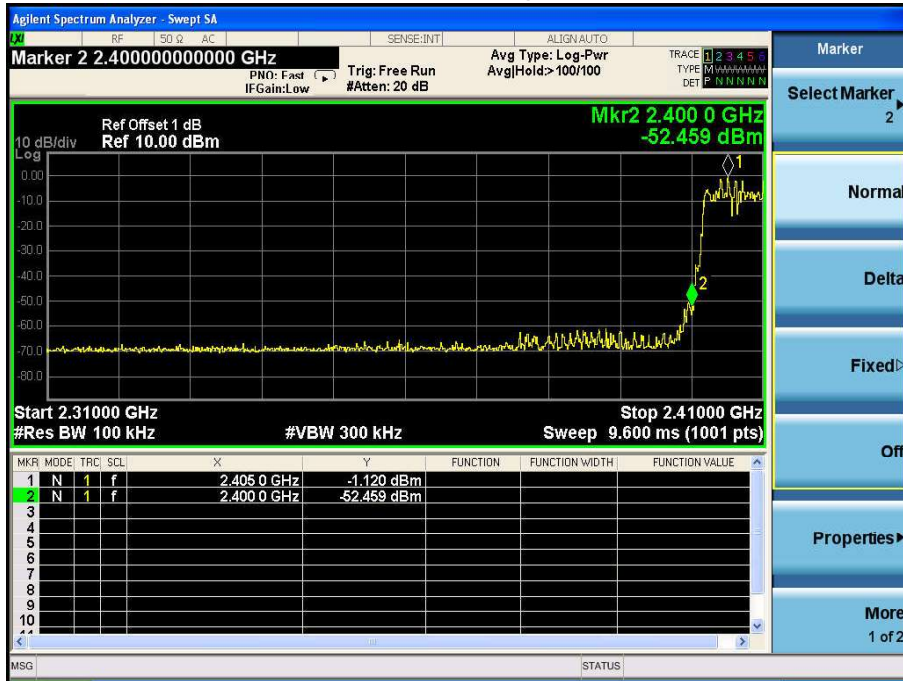 Agilent Spectrum Analyzer - Swept SA
LXI RF 50 Ω AC SENSE:INT ALIGN AUTO
Marker 2 2.400000000000 GHz
PNO: Fast
IFGain:Low
Trig: Free Run
#Atten: 20 dB
Avg Type: Log-Pwr
Avg|Hold:>100/100
TRACE 1 2 3 4 5 6
TYPE M
DET P N N N N N
Mkr2 2.400 0 GHz
-52.459 dBm
Ref Offset 1 dB
10 dB/div Ref 10.00 dBm
Log
0.00
-10.0
-20.0
-30.0
-40.0
-50.0
-60.0
-70.0
-80.0
1
2
Start 2.31000 GHz Stop 2.41000 GHz
#Res BW 100 kHz #VBW 300 kHz Sweep 9.600 ms (1001 pts)
MKR MODE TRC SCL X Y FUNCTION FUNCTION WIDTH FUNCTION VALUE
1 N 1 f 2.405 0 GHz -1.120 dBm
2 N 1 f 2.400 0 GHz -52.459 dBm
3
4
5
6
7
8
9
10
MSG STATUS
Marker
Select Marker
2
Normal
Delta
Fixed
Off
Properties
More
1 of 2